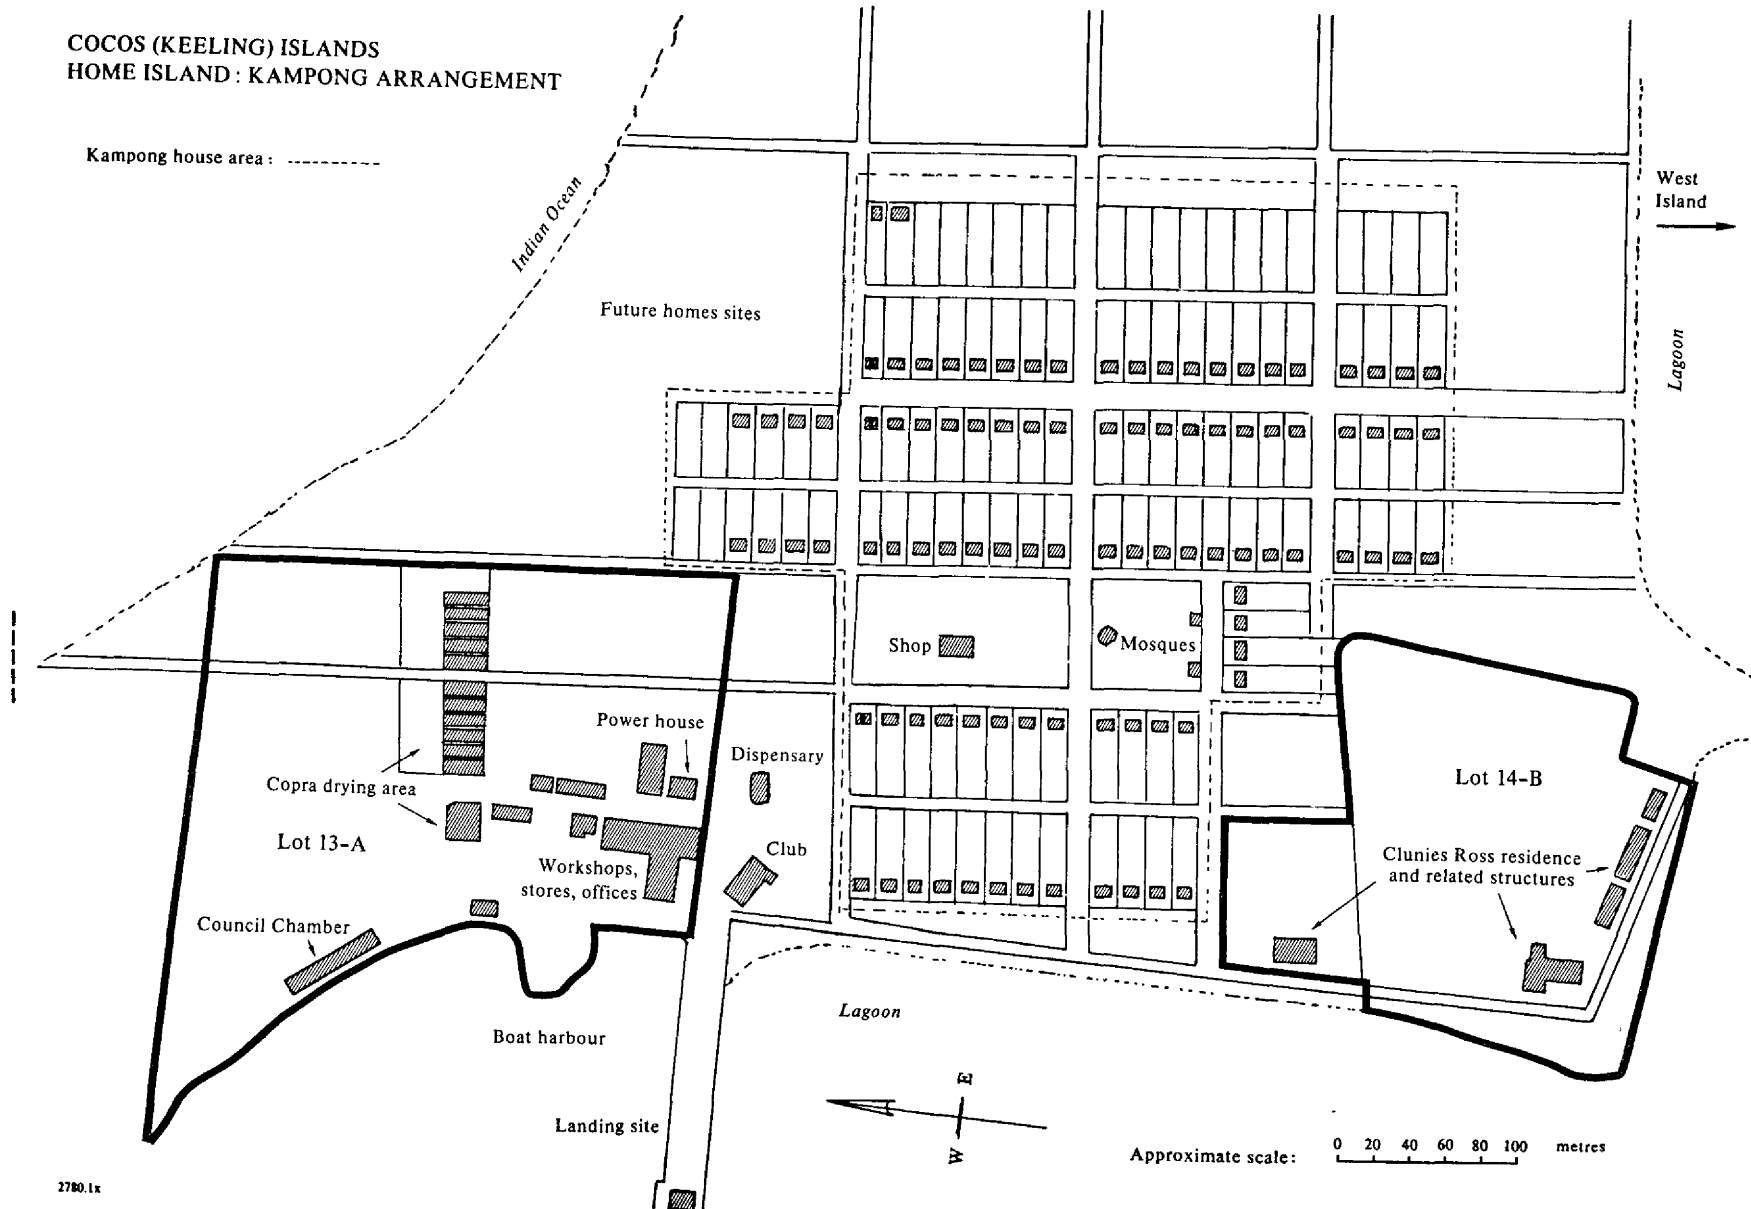 COCOS (KEELING) ISLANDS
HOME ISLAND : KAMPONG ARRANGEMENT
Kampong house area :
Indian Ocean
West
Island
Future homes sites
Lagoon
Shop
Mosques
Power house
Dispensary
Copra drying area
Lot 14-B
Lot 13-A
Club
Workshops,
stores, offices
Clunies Ross residence
and related structures
Council Chamber
Lagoon
Boat harbour
E
W
Landing site
Approximate scale :
0 20 40 60 80 100 metres
2780.1x